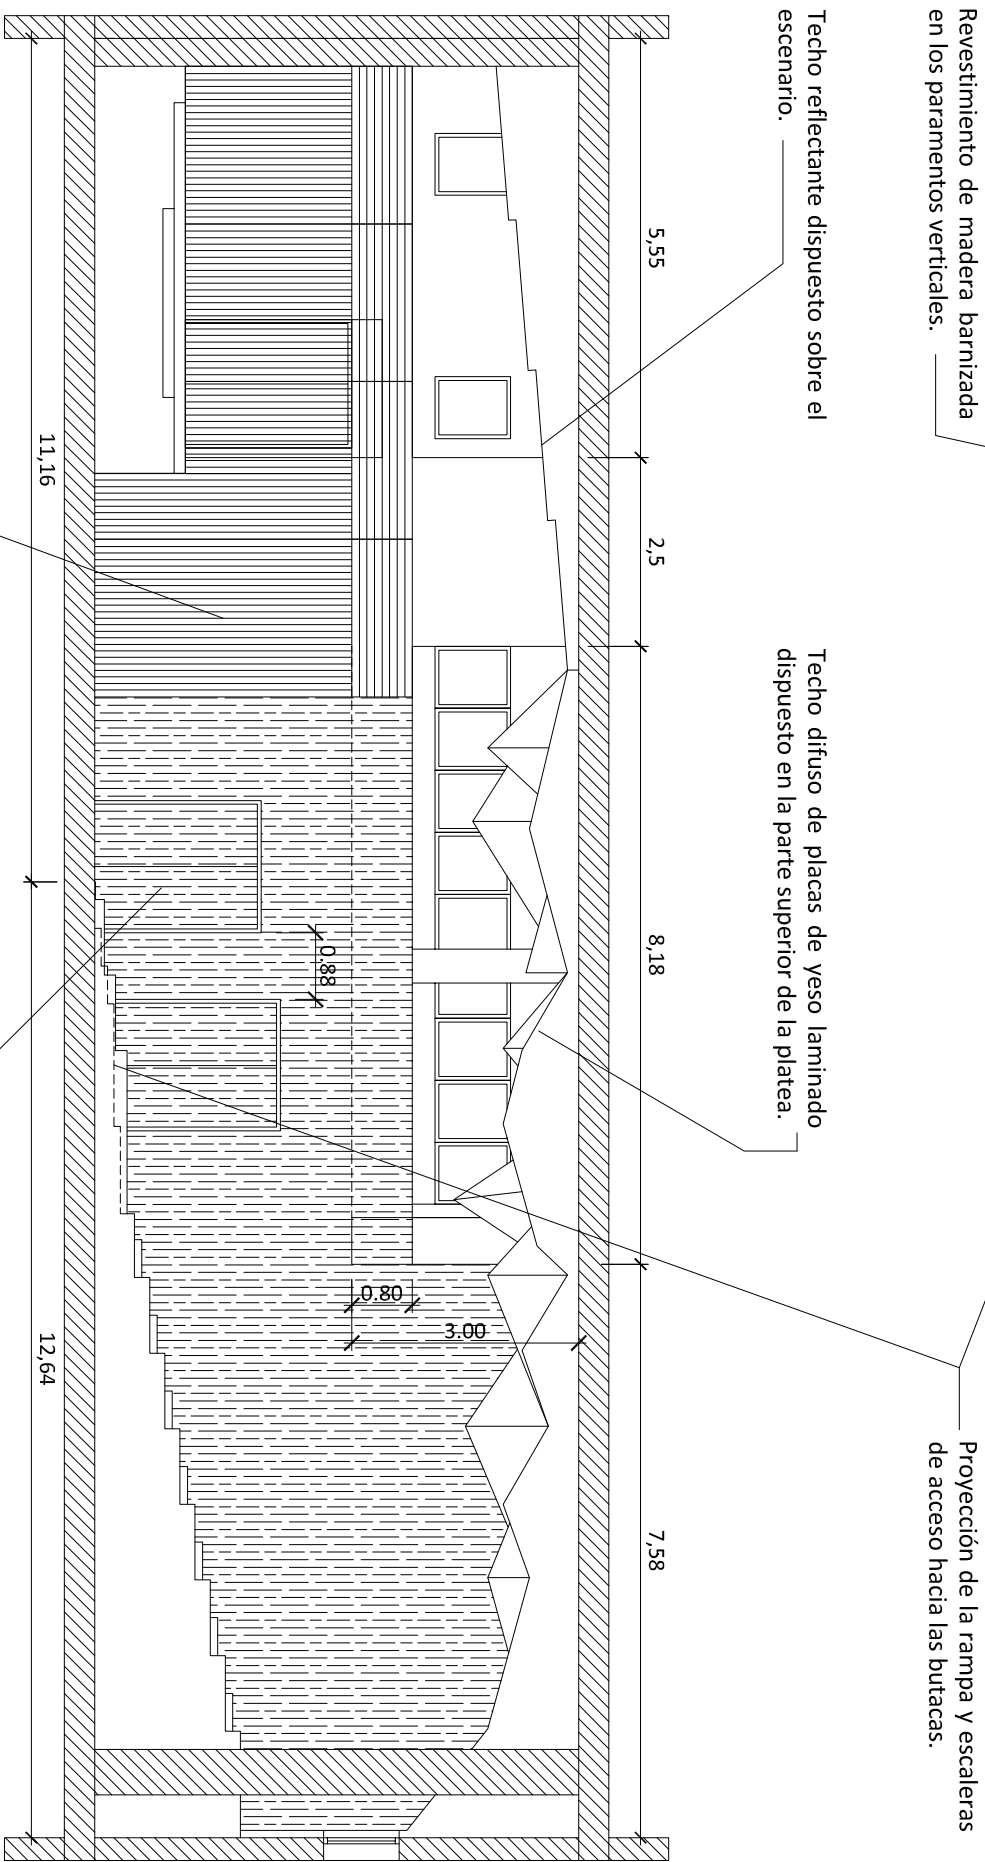 Revestimiento de madera barnizada
en los paramentos verticales.
Techo reflectante dispuesto sobre el
escenario.
Techo difuso de placas de yeso laminado
dispuesto en la parte superior de la platea.
Proyección de la rampa y escaleras
de acceso hacia las butacas.
5,55
2,5
8,18
7,58
0.88
0.80
3.00
11,16
12,64